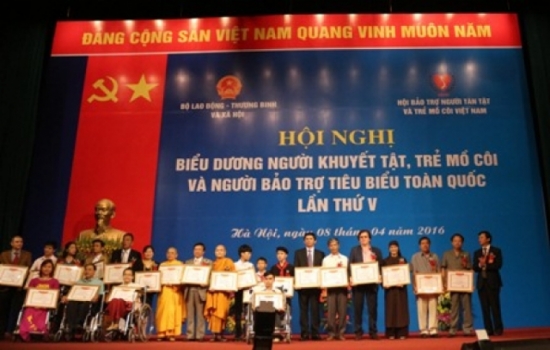 ĐẢNG CỘNG SẢN VIỆT NAM QUANG VINH MUÔN NĂM
BỘ LAO ĐỘNG - THƯƠNG BINH
VÀ XÃ HỘI
HỘI BẢO TRỢ NGƯỜI TÀN TẬT
VÀ TRẺ MỒ CÔI VIỆT NAM
HỘI NGHỊ
BIỂU DƯƠNG NGƯỜI KHUYẾT TẬT, TRẺ MỒ CÔI
VÀ NGƯỜI BẢO TRỢ TIÊU BIỂU TOÀN QUỐC
LẦN THỨ V
Hà Nội, ngày 08 tháng 04 năm 2016